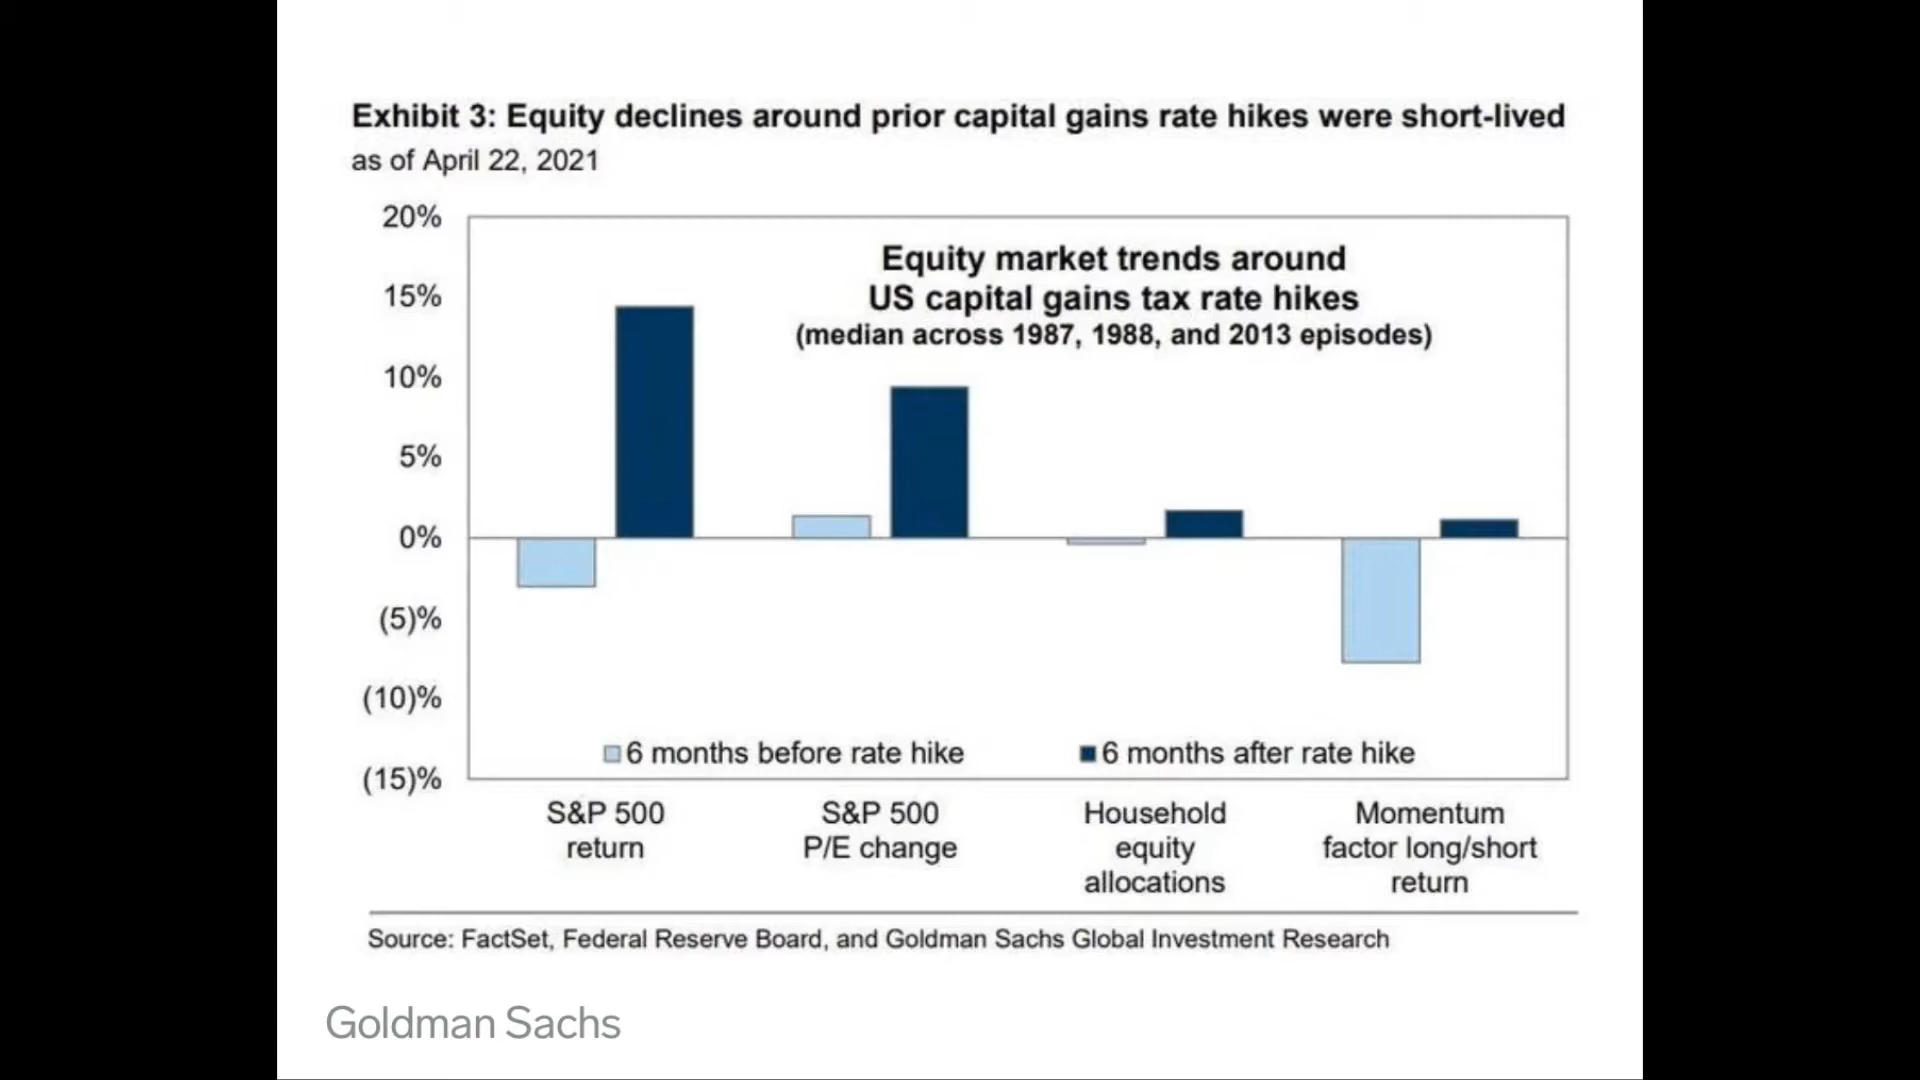 Exhibit 3: Equity declines around prior capital gains rate hikes were short-lived
as of April 22, 2021
20%
15%
10%
5%
0%
(5)%
(10)%
(15)%
Equity market trends around
US capital gains tax rate hikes
(median across 1987, 1988, and 2013 episodes)
6 months before rate hike
6 months after rate hike
S&P 500
return
S&P 500
P/E change
Household
equity
allocations
Momentum
factor long/short
return
Source: FactSet, Federal Reserve Board, and Goldman Sachs Global Investment Research
Goldman Sachs